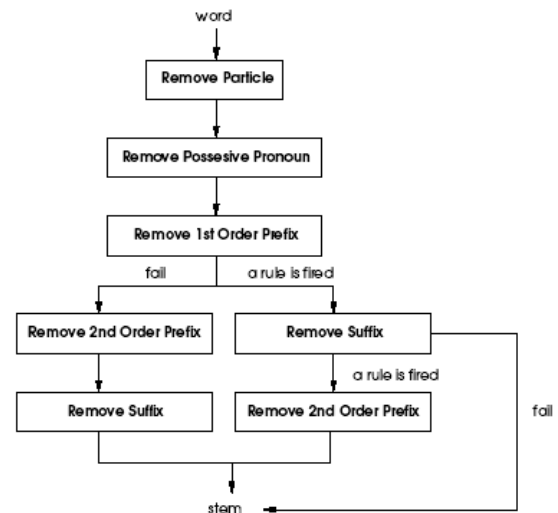 word
Remove Particle
Remove Possesive Pronoun
Remove 1st Order Prefix
fail
a rule is fired
Remove 2nd Order Prefix
Remove Suffix
a rule is fired
Remove Suffix
Remove 2nd Order Prefix
fail
stem